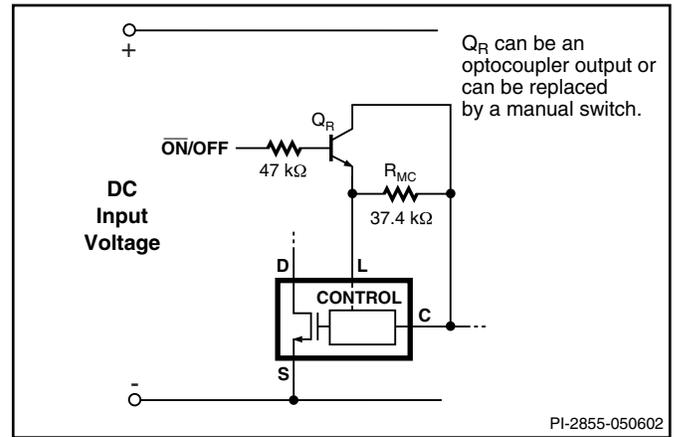 +
Q_R can be an
optocoupler output or
can be replaced
by a manual switch.
Q_R
ON/OFF
47 kΩ
R_MC
37.4 kΩ
DC
Input
Voltage
D
L
CONTROL
C
S
-
PI-2855-050602